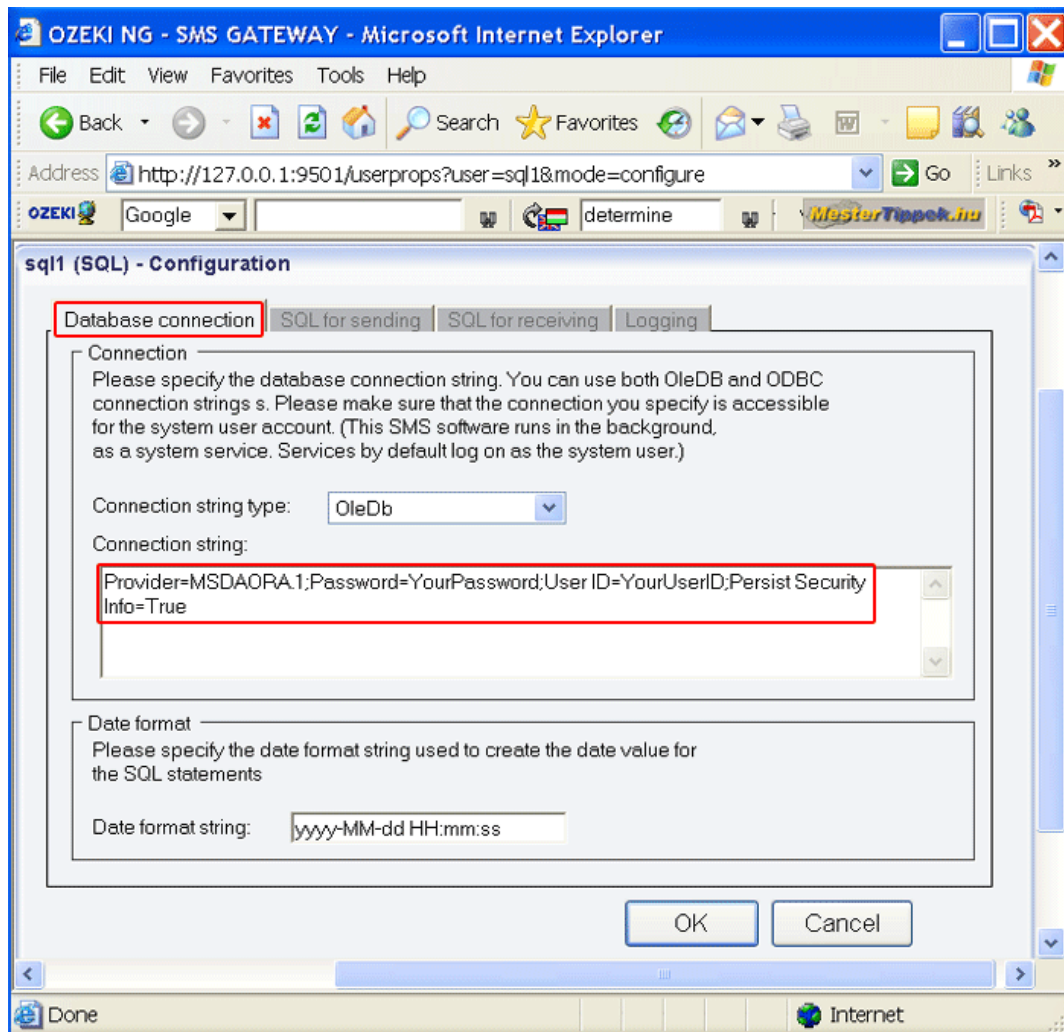 OZEKI NG - SMS GATEWAY - Microsoft Internet Explorer
File Edit View Favorites Tools Help
Back Search Favorites
Address http://127.0.0.1:9501/userprops?user=sql1&mode=configure Go Links »
OZEKI Google determine MesterTippek.hu
sql1 (SQL) - Configuration
Database connection SQL for sending SQL for receiving Logging
Connection
Please specify the database connection string. You can use both OleDB and ODBC
connection strings s. Please make sure that the connection you specify is accessible
for the system user account. (This SMS software runs in the background,
as a system service. Services by default log on as the system user.)
Connection string type: OleDb
Connection string:
Provider=MSDAORA.1;Password=YourPassword;User ID=YourUserID;Persist Security
Info=True
Date format
Please specify the date format string used to create the date value for
the SQL statements
Date format string: yyyy-MM-dd HH:mm:ss
OK Cancel
Done Internet